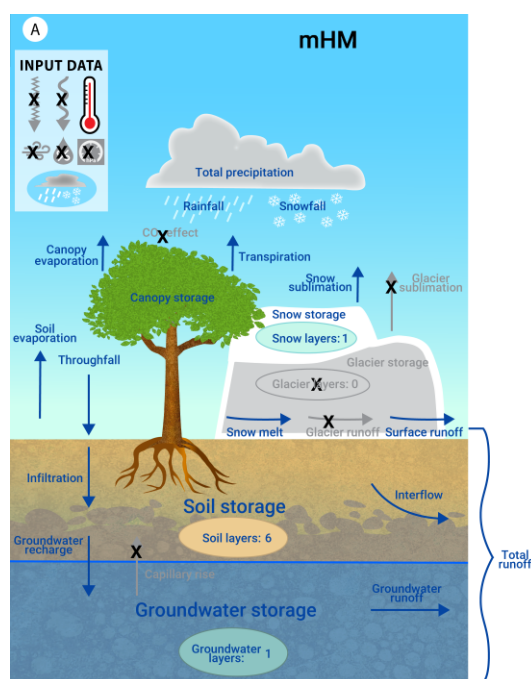 A
mHM
INPUT DATA
X X
X X X
Total precipitation
Rainfall
Snowfall
CO₂ effect
X
Canopy
evaporation
Transpiration
Snow
sublimation
X
Glacier
sublimation
Canopy storage
Snow storage
Snow layers: 1
Soil
evaporation
Throughfall
Glacier storage
Glacier layers: 0
X
X
Snow melt
Glacier runoff
Surface runoff
Infiltration
Interflow
Soil storage
Soil layers: 6
Groundwater
recharge
X
Capillary rise
Total
runoff
Groundwater
runoff
Groundwater storage
Groundwater
layers: 1